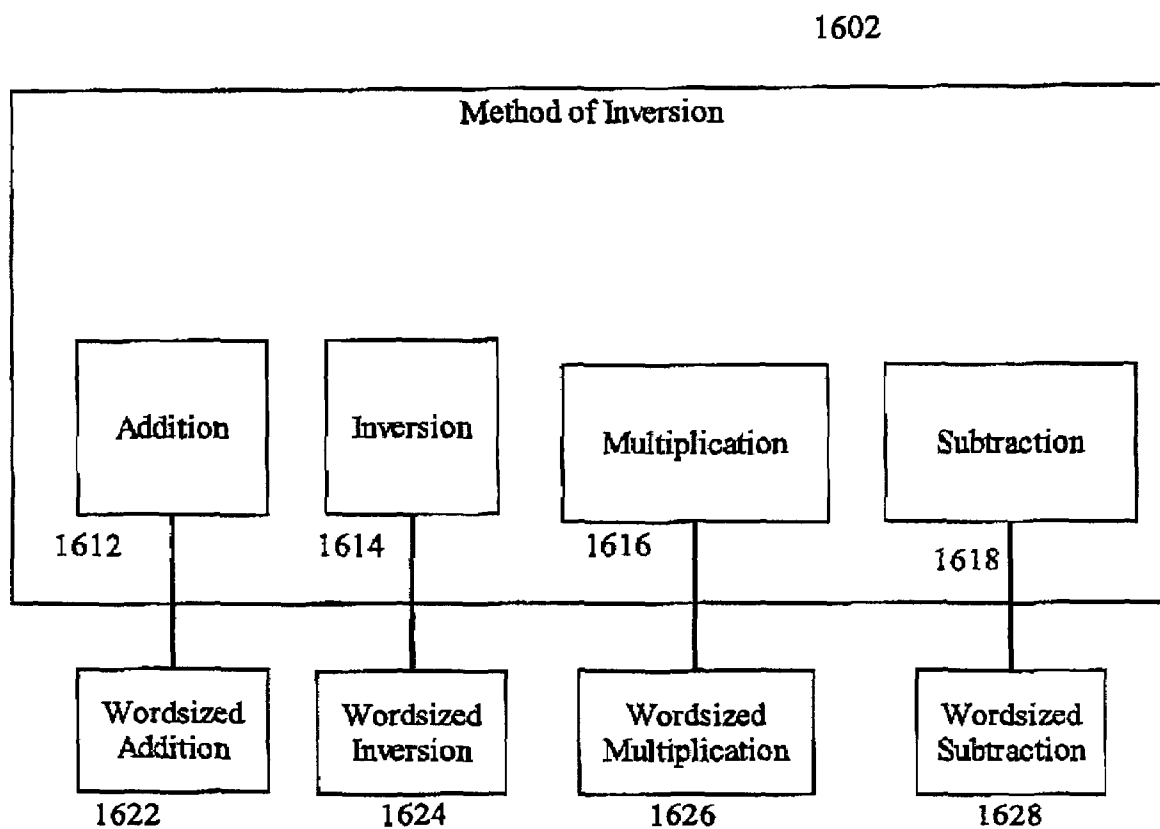 1602
Method of Inversion
Addition
Inversion
Multiplication
Subtraction
1612
1614
1616
1618
Wordsized
Addition
Wordsized
Inversion
Wordsized
Multiplication
Wordsized
Subtraction
1622
1624
1626
1628